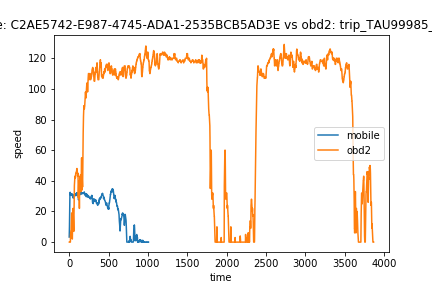 e: C2AE5742-E987-4745-ADA1-2535BCB5AD3E vs obd2: trip_TAU99985_
120
100
80
60
40
20
0
speed
mobile
obd2
0 500 1000 1500 2000 2500 3000 3500 4000
time